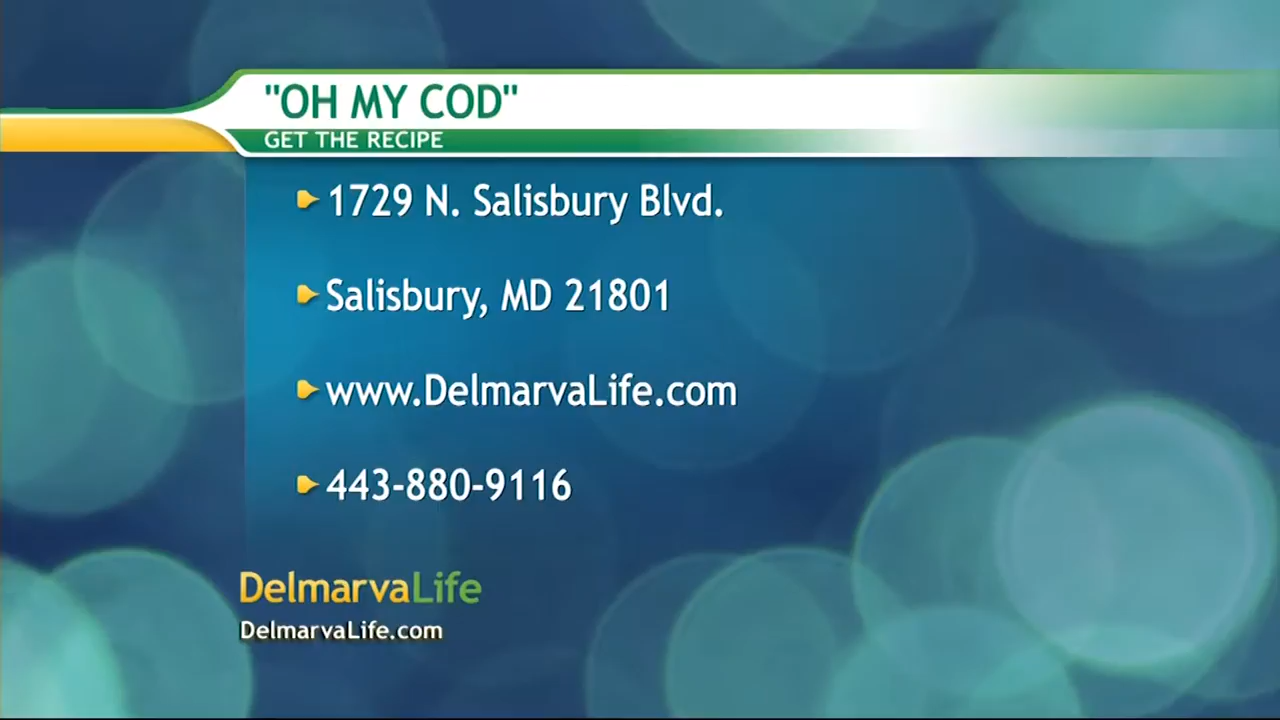 "OH MY COD"
GET THE RECIPE
1729 N. Salisbury Blvd.
Salisbury, MD 21801
www.DelmarvaLife.com
443-880-9116
DelmarvaLife
DelmarvaLife.com